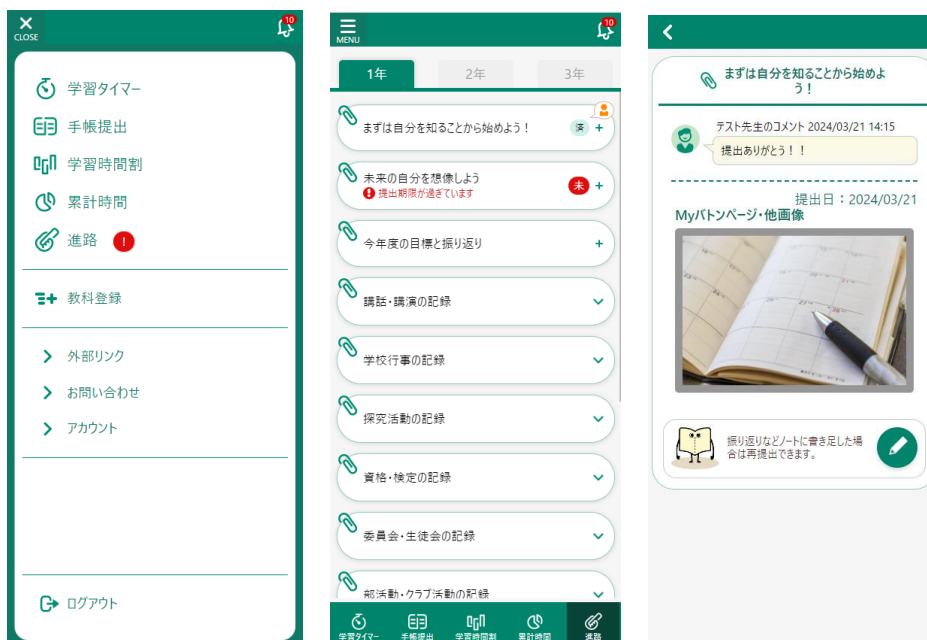 CLOSE
10
学習タイマー
手帳提出
学習時間割
累計時間
進路 !
教科登録
外部リンク
お問い合わせ
アカウント
ログアウト
MENU
10
1年 2年 3年
まずは自分を知ることから始めよう! 済 +
未来の自分を想像しよう
! 提出期限が過ぎています
未 +
今年度の目標と振り返り +
講話・講演の記録
学校行事の記録
探究活動の記録
資格・検定の記録
委員会・生徒会の記録
部活動・クラブ活動の記録
学習タイマー 手帳提出 学習時間割 累計時間 進路
まずは自分を知ることから始めよ
う!
テスト先生のコメント 2024/03/21 14:15
提出ありがとう!!
提出日:2024/03/21
Myバトンページ・他画像
振り返りなどノートに書き足した場
合は再提出できます。